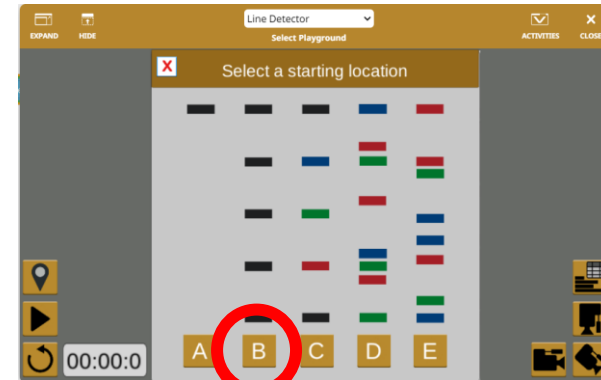 Line Detector
EXPAND HIDE Select Playground ACTIVITIES CLOSE
X Select a starting location
A B C D E
00:00:0